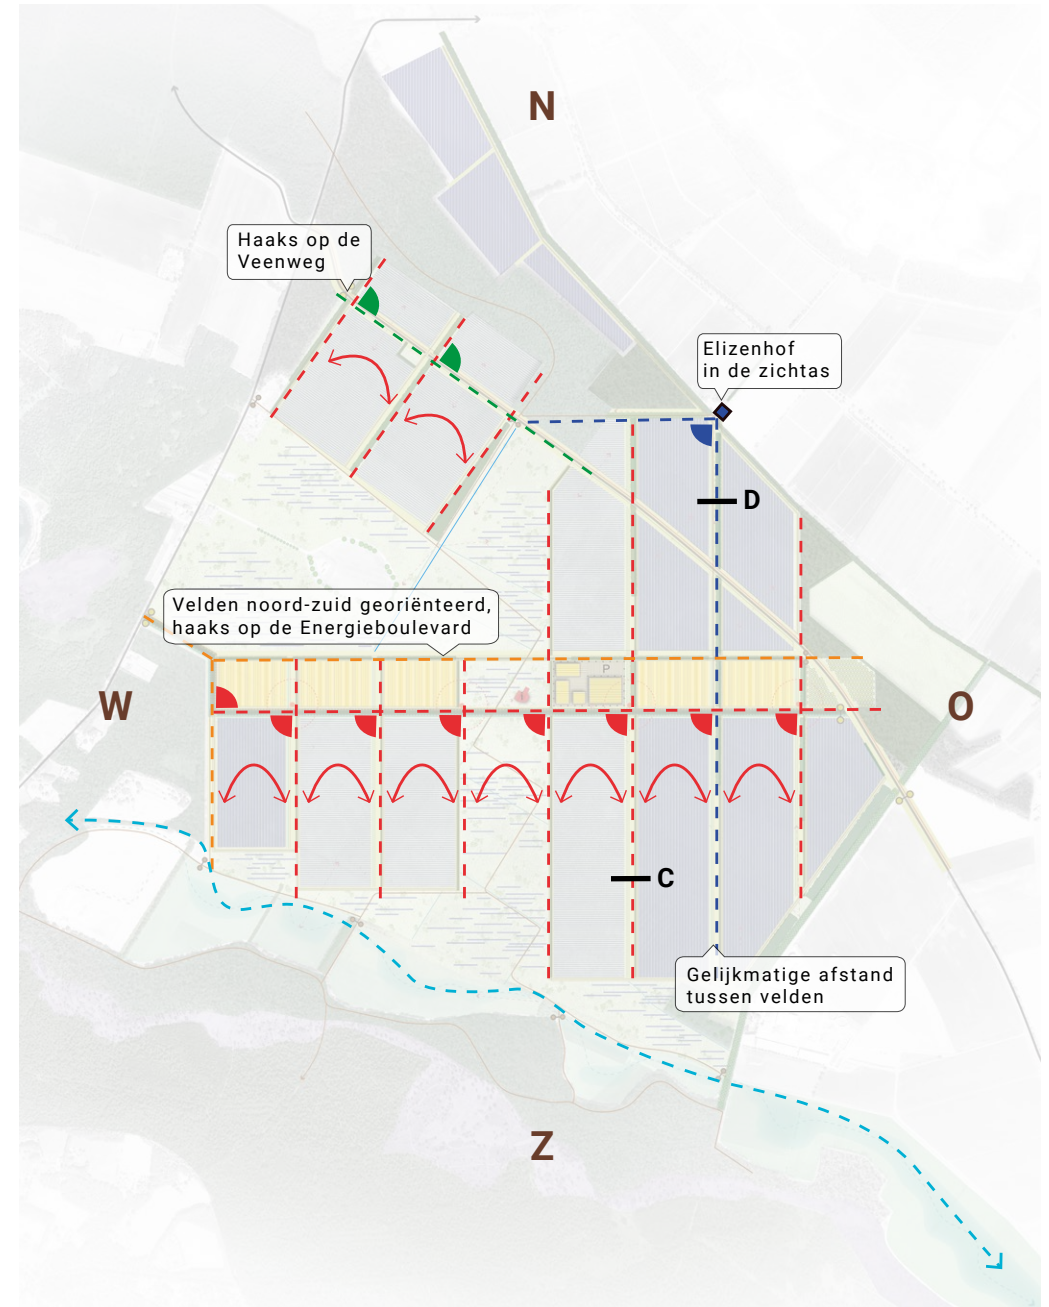 N
Haaks op de
Veenweg
Elizenhof
in de zichtas
D
Velden noord-zuid georiënteerd,
haaks op de Energieboulevard
P
W
O
C
Gelijkmatige afstand
tussen velden
Z